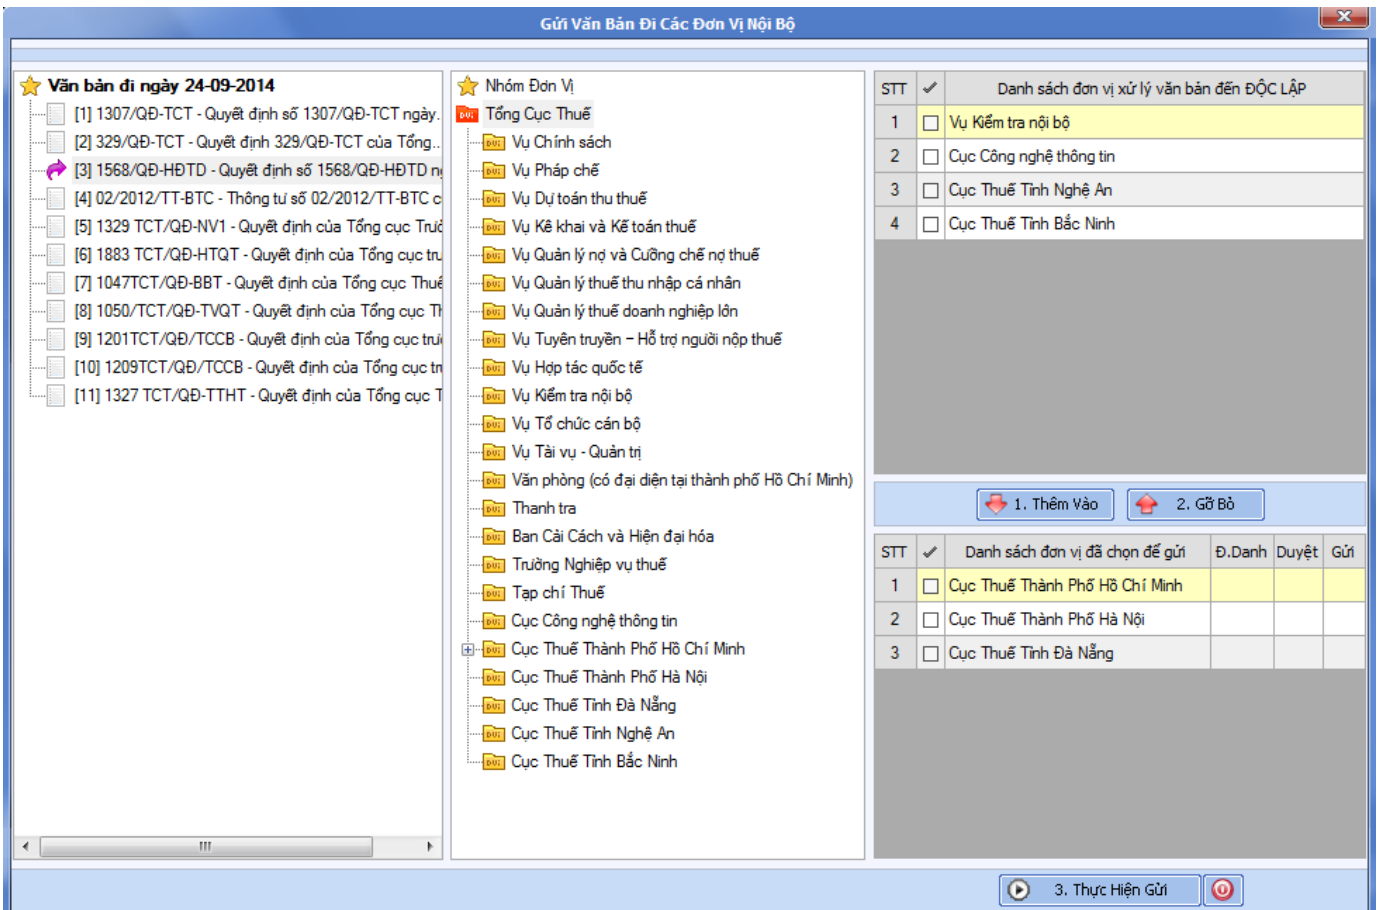 Gửi Văn Bản Đi Các Đơn Vị Nội Bộ
Văn bản đi ngày 24-09-2014
[1] 1307/QĐ-TCT - Quyết định số 1307/QĐ-TCT ngày...
[2] 329/QĐ-TCT - Quyết định 329/QĐ-TCT của Tổng...
[3] 1568/QĐ-HĐTD - Quyết định số 1568/QĐ-HĐTD
[4] 02/2012/TT-BTC - Thông tư số 02/2012/TT-BTC
[5] 1329 TCT/QĐ-NV1 - Quyết định của Tổng cục
[6] 1883 TCT/QĐ-HTQT - Quyết định của Tổng cục
[7] 1047TCT/QĐ-BBT - Quyết định của Tổng cục Thuế
[8] 1050/TCT/QĐ-TVQT - Quyết định của Tổng cục
[9] 1201TCT/QĐ/TCCB - Quyết định của Tổng cục
[10] 1209TCT/QĐ/TCCB - Quyết định của Tổng cục
[11] 1327 TCT/QĐ-TTHT - Quyết định của Tổng cục
Nhóm Đơn Vị
Tổng Cục Thuế
Vụ Chính sách
Vụ Pháp chế
Vụ Dự toán thu thuế
Vụ Kê khai và Kế toán thuế
Vụ Quản lý nợ và Cưỡng chế nợ thuế
Vụ Quản lý thuế thu nhập cá nhân
Vụ Quản lý thuế doanh nghiệp lớn
Vụ Tuyên truyền – Hỗ trợ người nộp thuế
Vụ Hợp tác quốc tế
Vụ Kiểm tra nội bộ
Vụ Tổ chức cán bộ
Vụ Tài vụ - Quản trị
Văn phòng (có đại diện tại thành phố Hồ Chí Minh)
Thanh tra
Ban Cải Cách và Hiện đại hóa
Trường Nghiệp vụ thuế
Tạp chí Thuế
Cục Công nghệ thông tin
Cục Thuế Thành Phố Hồ Chí Minh
Cục Thuế Thành Phố Hà Nội
Cục Thuế Tỉnh Đà Nẵng
Cục Thuế Tỉnh Nghệ An
Cục Thuế Tỉnh Bắc Ninh
STT Danh sách đơn vị xử lý văn bản đến ĐỘC LẬP
1 Vụ Kiểm tra nội bộ
2 Cục Công nghệ thông tin
3 Cục Thuế Tỉnh Nghệ An
4 Cục Thuế Tỉnh Bắc Ninh
1. Thêm Vào 2. Gỡ Bỏ
STT Danh sách đơn vị đã chọn để gửi Đ.Danh Duyệt Gửi
1 Cục Thuế Thành Phố Hồ Chí Minh
2 Cục Thuế Thành Phố Hà Nội
3 Cục Thuế Tỉnh Đà Nẵng
3. Thực Hiện Gửi